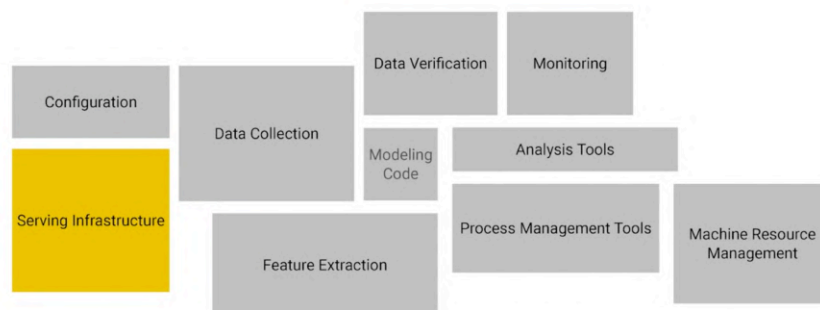 Data Verification
Monitoring
Configuration
Data Collection
Modeling
Code
Analysis Tools
Serving Infrastructure
Process Management Tools
Machine Resource
Management
Feature Extraction